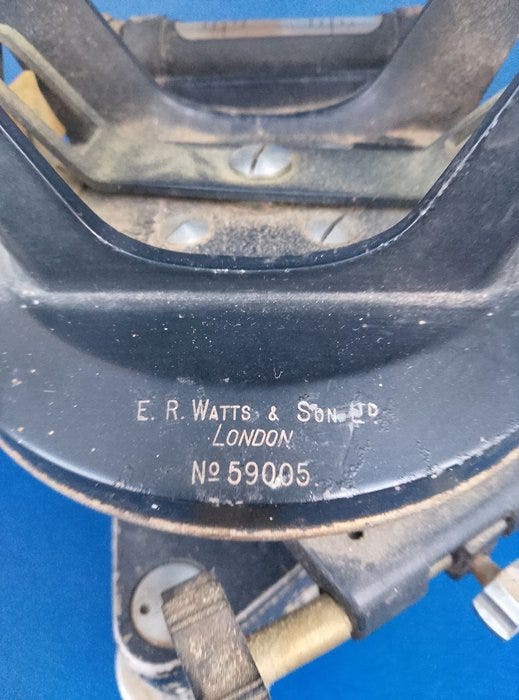 E. R. WATTS & SON LTD
LONDON
Nº 59005.